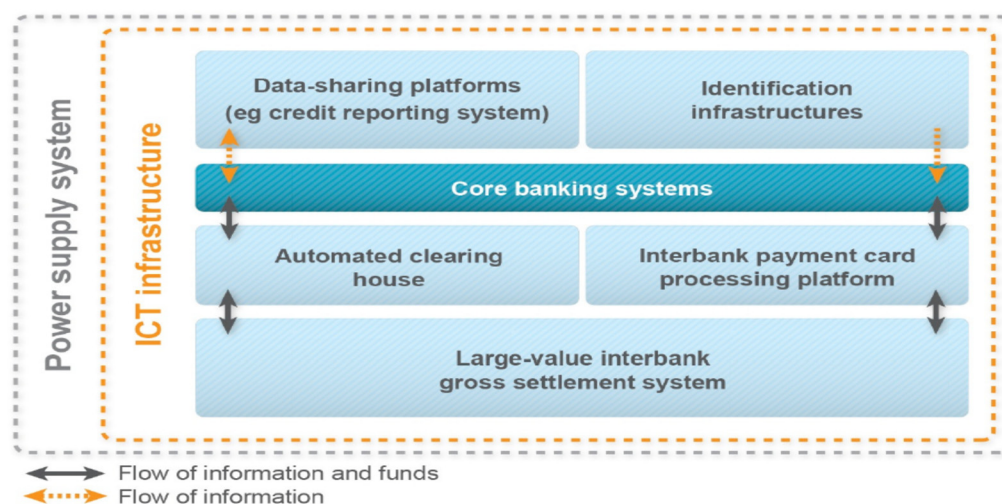 Power supply system
ICT infrastructure
Data-sharing platforms
(eg credit reporting system)
Identification
infrastructures
Core banking systems
Automated clearing
house
Interbank payment card
processing platform
Large-value interbank
gross settlement system
Flow of information and funds
Flow of information